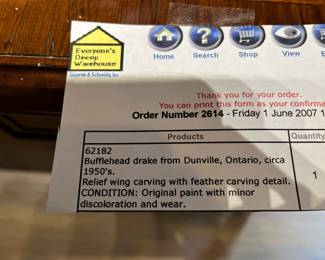 Everyone's
Decoy
Warehouse
Home
Search
Shop
View
Thank you for your order.
You can print this form as your confirma
Order Number 2614 - Friday 1 June 2007 1
Products
Quantity
62182
Bufflehead drake from Dunville, Ontario, circa
1950's.
1
Relief wing carving with feather carving detail.
CONDITION: Original paint with minor
discoloration and wear.